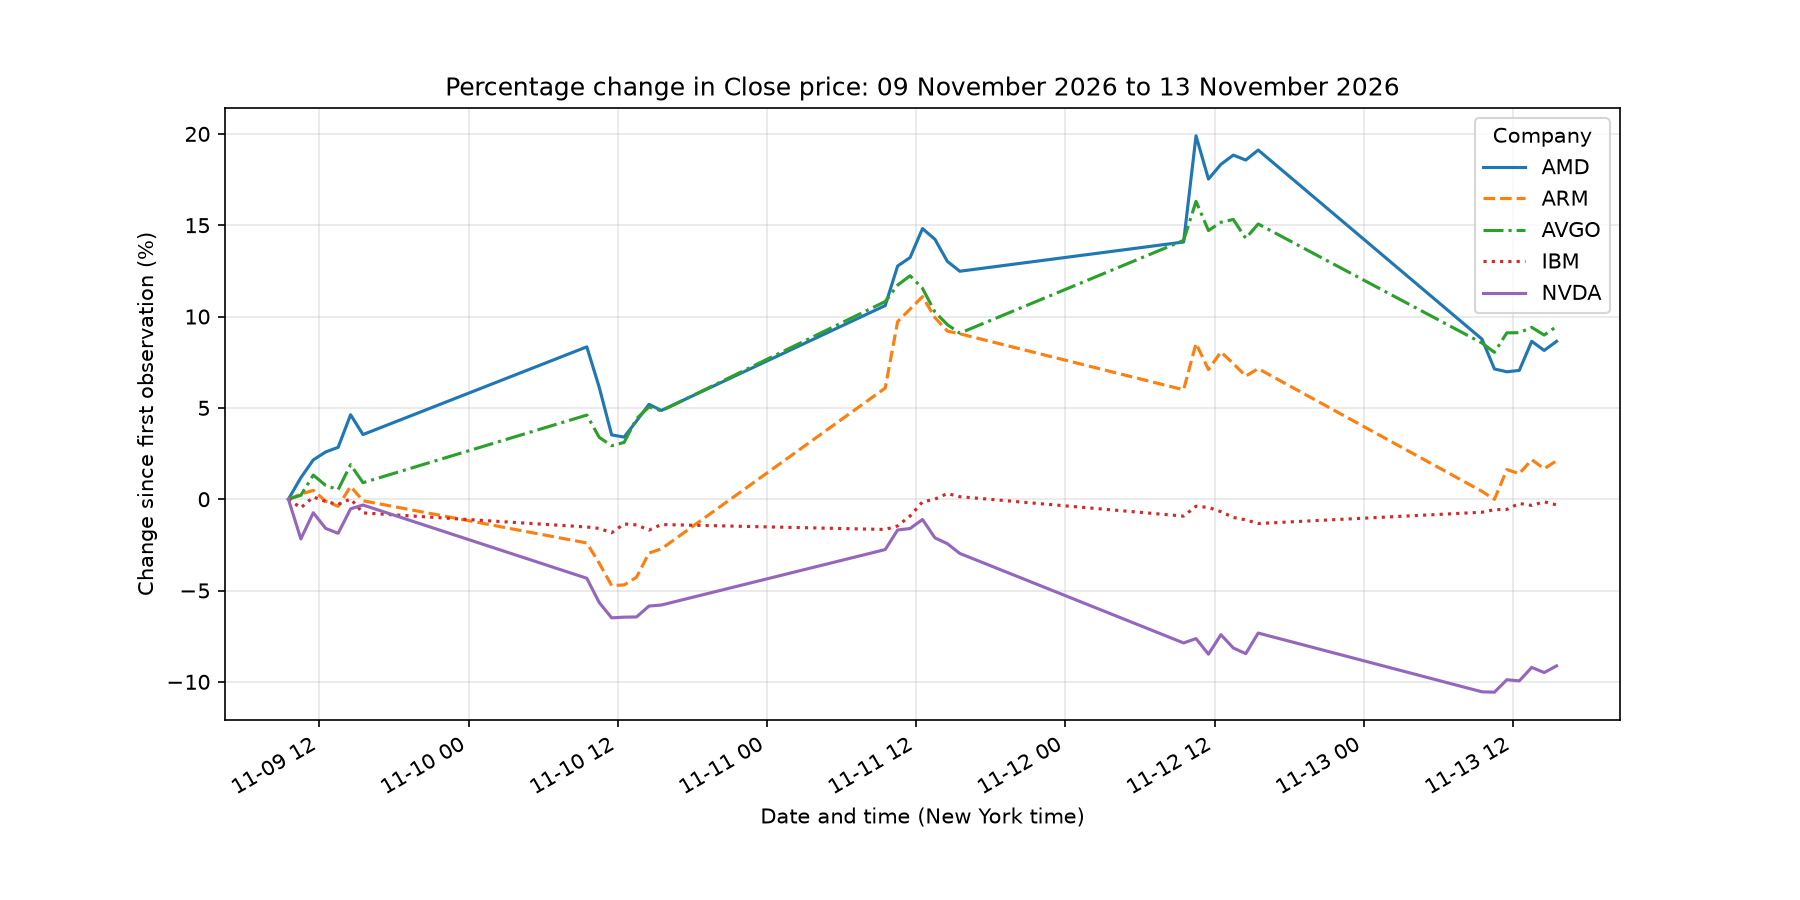 Percentage change in Close price: 09 November 2026 to 13 November 2026
Change since first observation (%)
20
15
10
5
0
−5
−10
Company
AMD
ARM
AVGO
IBM
NVDA
11-09 12
11-10 00
11-10 12
11-11 00
11-11 12
11-12 00
11-12 12
11-13 00
11-13 12
Date and time (New York time)